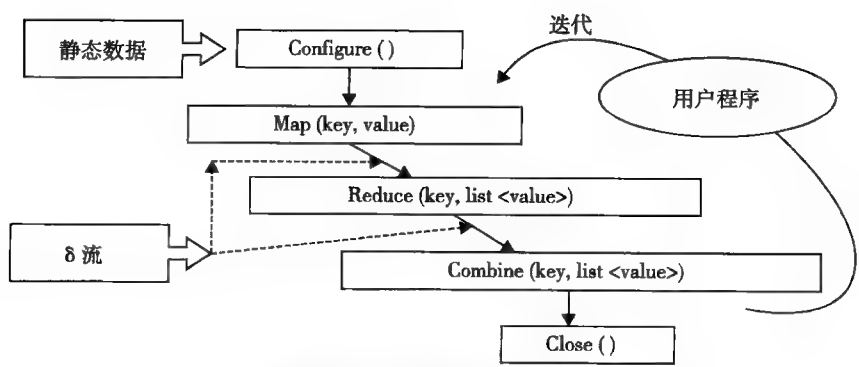 迭代
静态数据
Configure ( )
用户程序
Map (key, value)
Reduce (key, list <value>)
δ 流
Combine (key, list <value>)
Close ( )